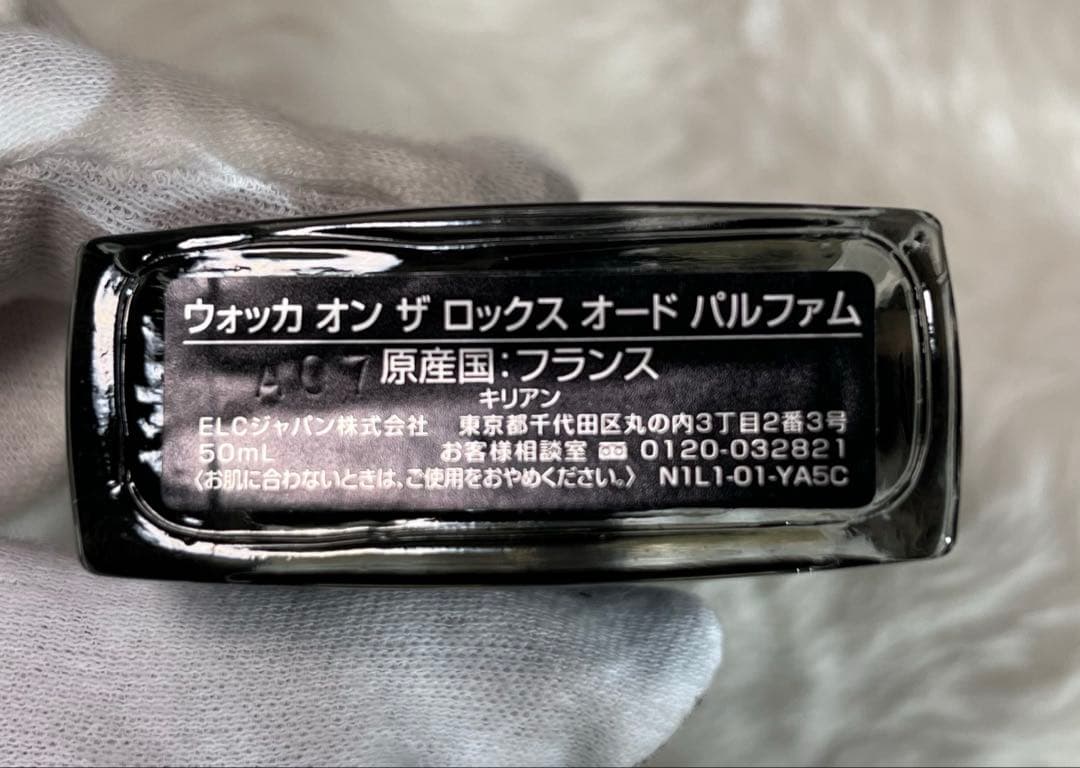 ウォッカ オン ザ ロックス オード パルファム
原産国：フランス
A07
キリアン
ELCジャパン株式会社 東京都千代田区丸の内3丁目2番3号
50mL お客様相談室 0120-032821
〈お肌に合わないときは、ご使用をおやめください。〉 N1L1-01-YA5C